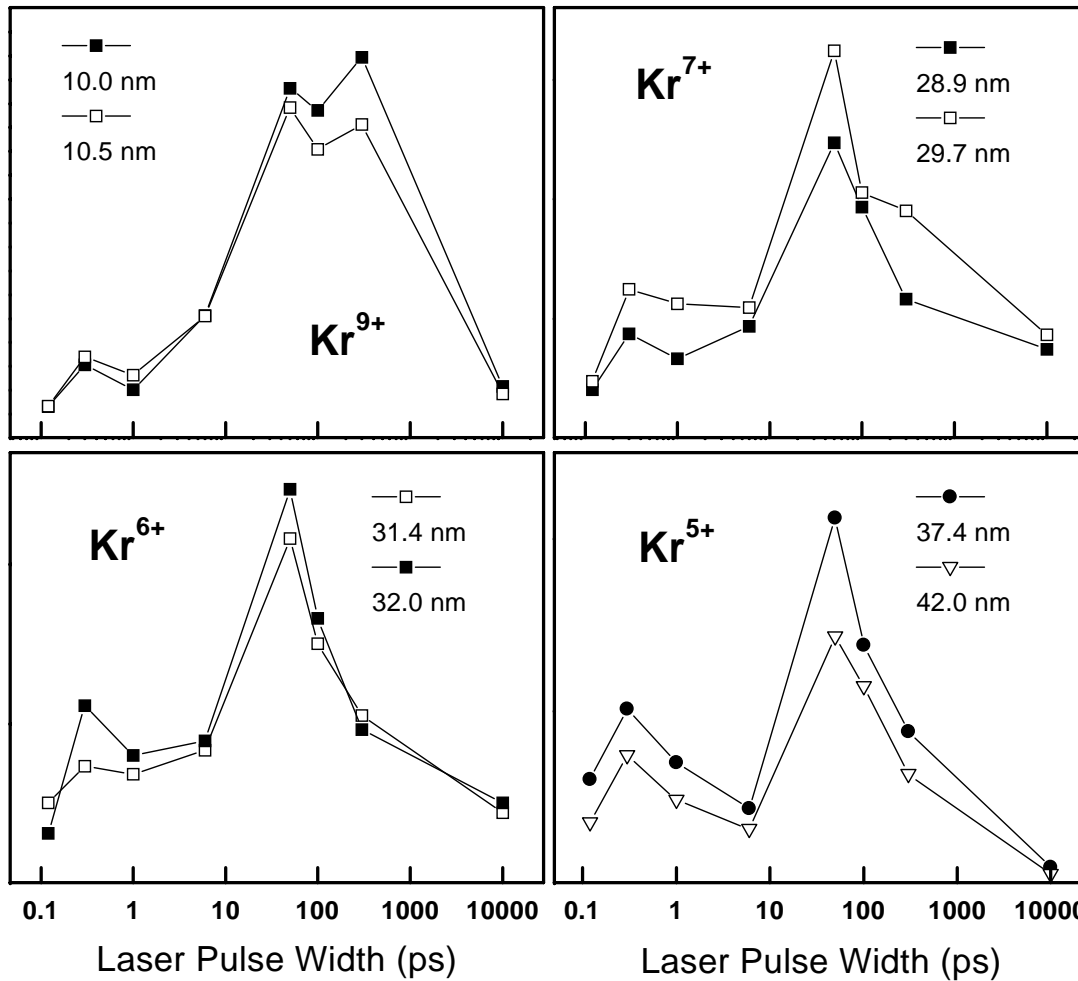 10.0 nm
10.5 nm
Kr9+
Kr7+
28.9 nm
29.7 nm
Kr6+
31.4 nm
32.0 nm
Kr5+
37.4 nm
42.0 nm
0.1 1 10 100 1000 10000
0.1 1 10 100 1000 1000
Laser Pulse Width (ps)
Laser Pulse Width (ps)